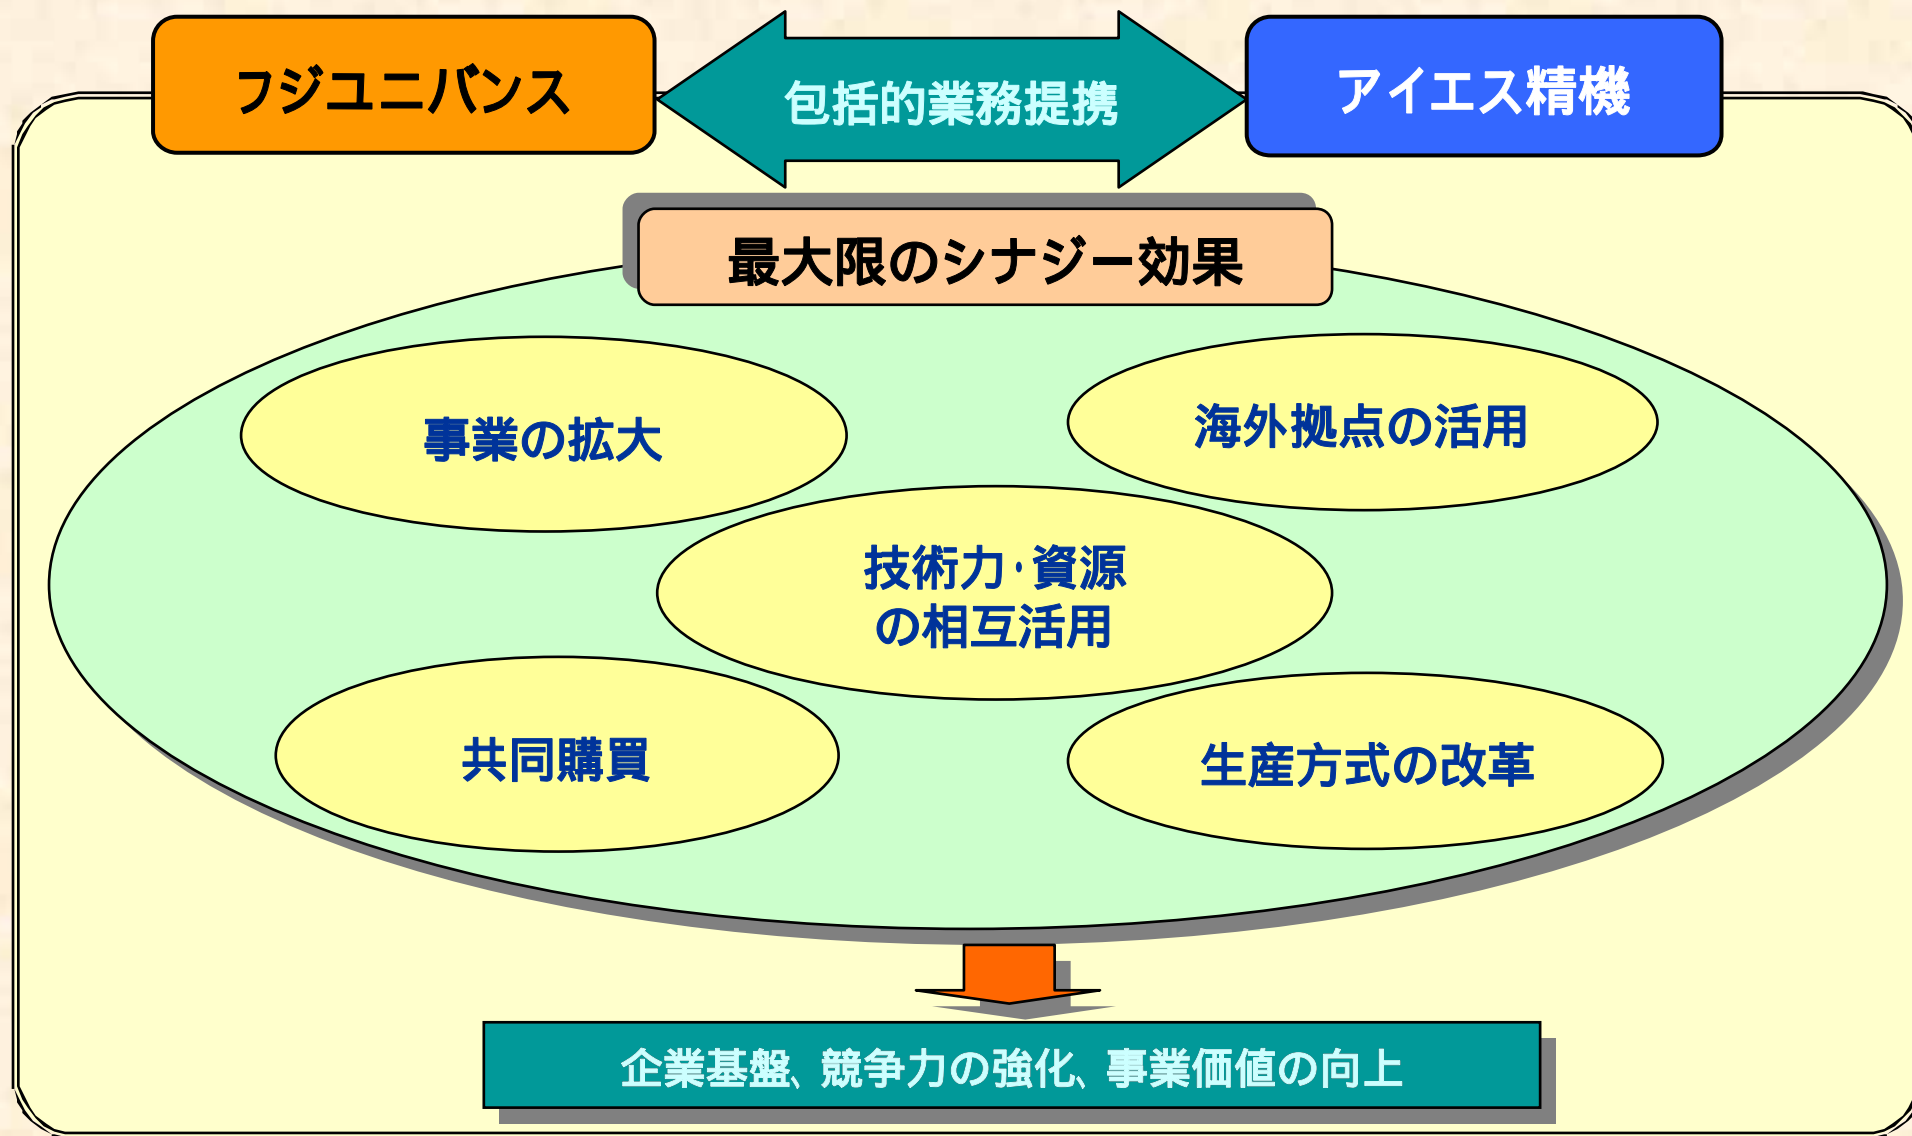 フジユニバンス
包括的業務提携
アイエス精機
最大限のシナジー効果
事業の拡大
海外拠点の活用
技術力・資源
の相互活用
共同購買
生産方式の改革
企業基盤、競争力の強化、事業価値の向上